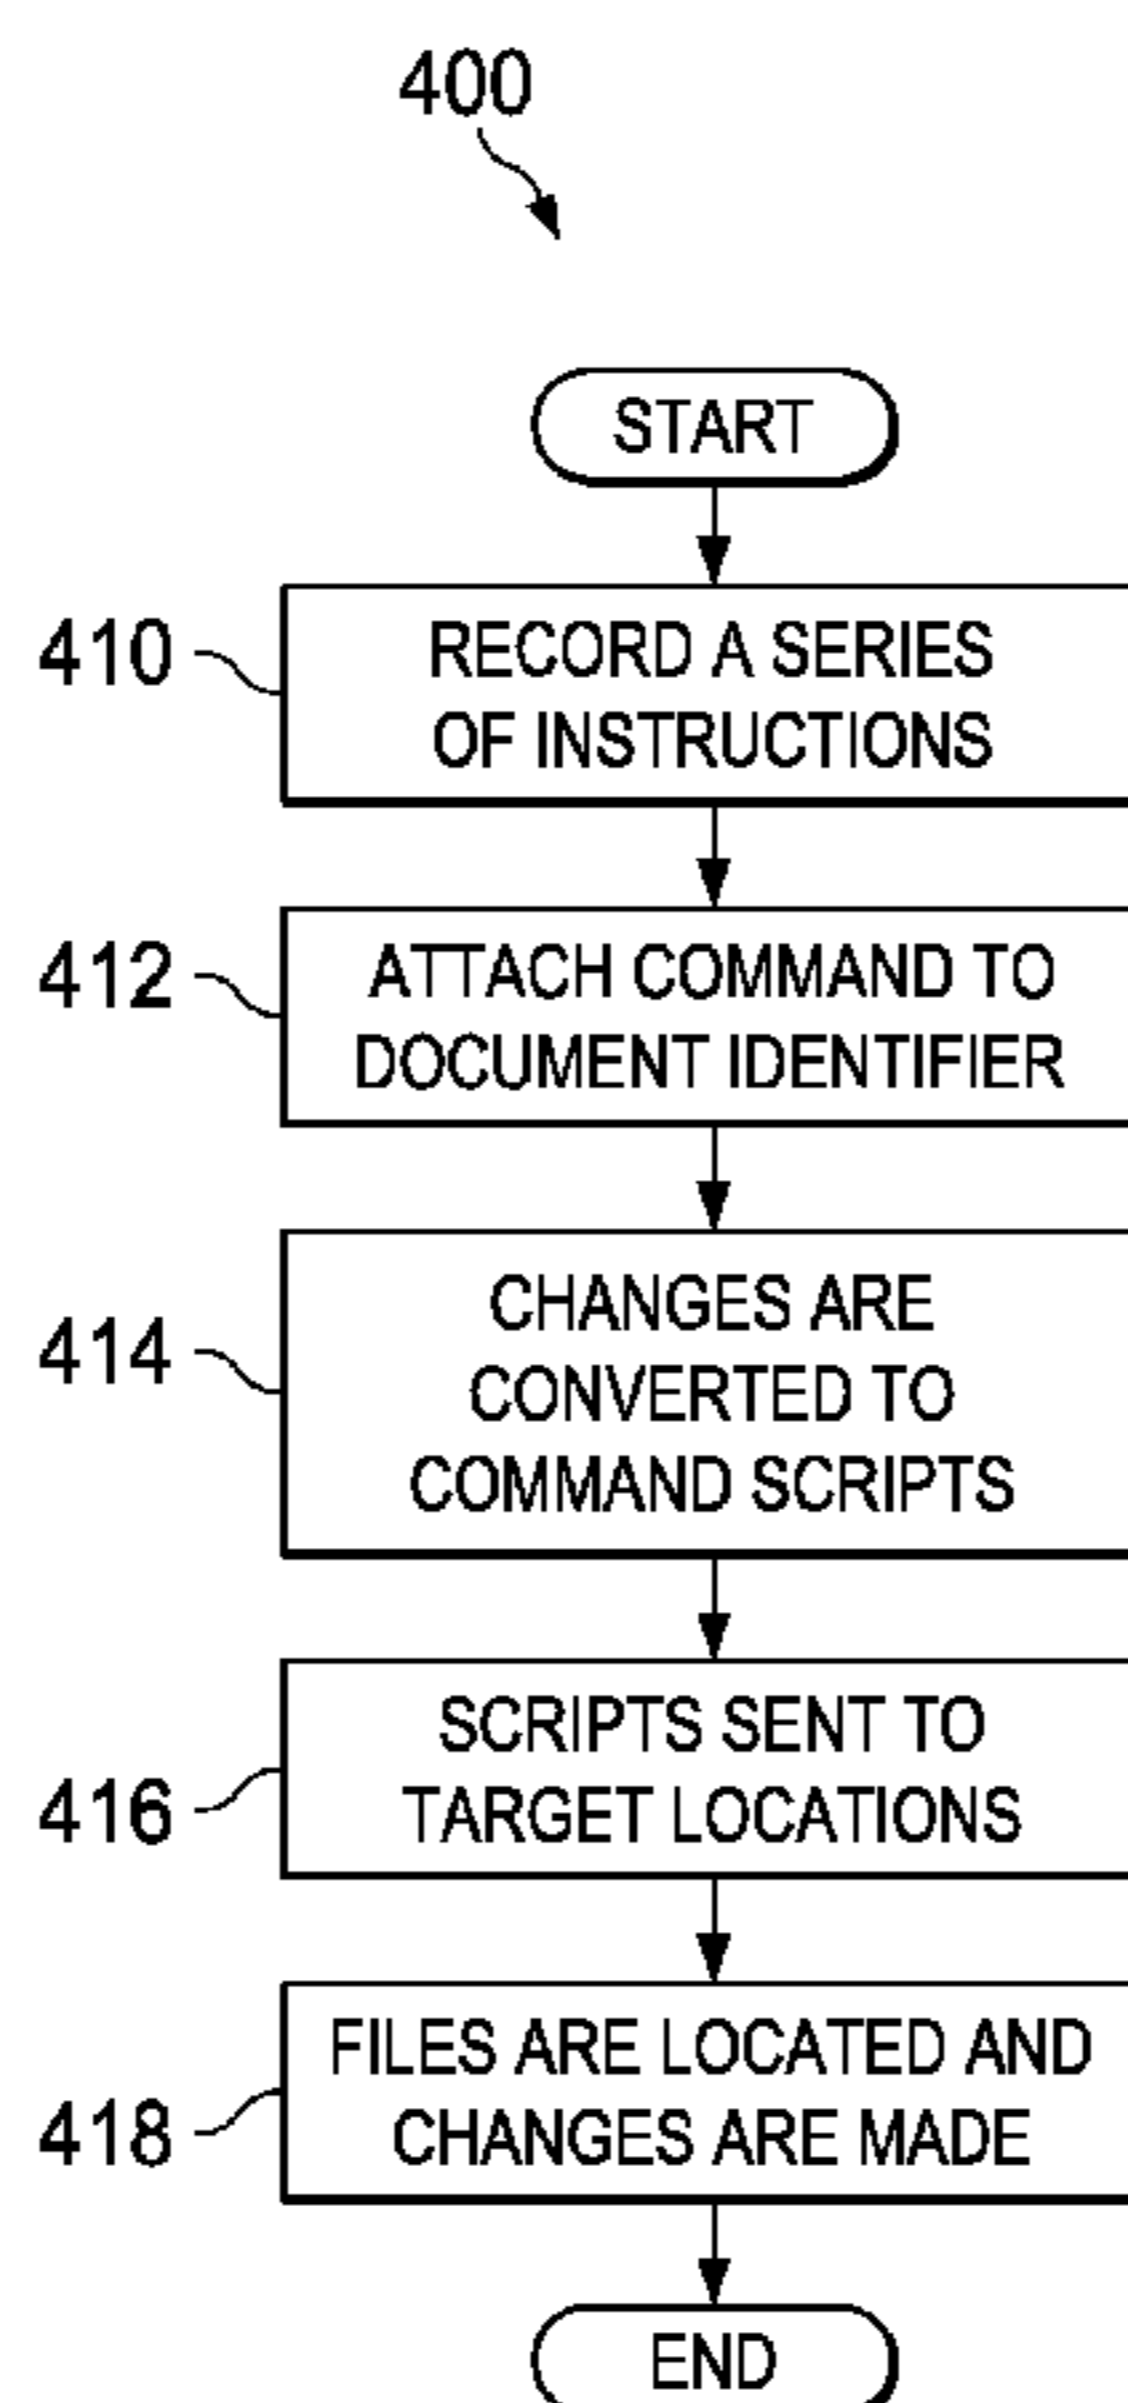 400
START
410
RECORD A SERIES
OF INSTRUCTIONS
412
ATTACH COMMAND TO
DOCUMENT IDENTIFIER
414
CHANGES ARE
CONVERTED TO
COMMAND SCRIPTS
416
SCRIPTS SENT TO
TARGET LOCATIONS
418
FILES ARE LOCATED AND
CHANGES ARE MADE
END